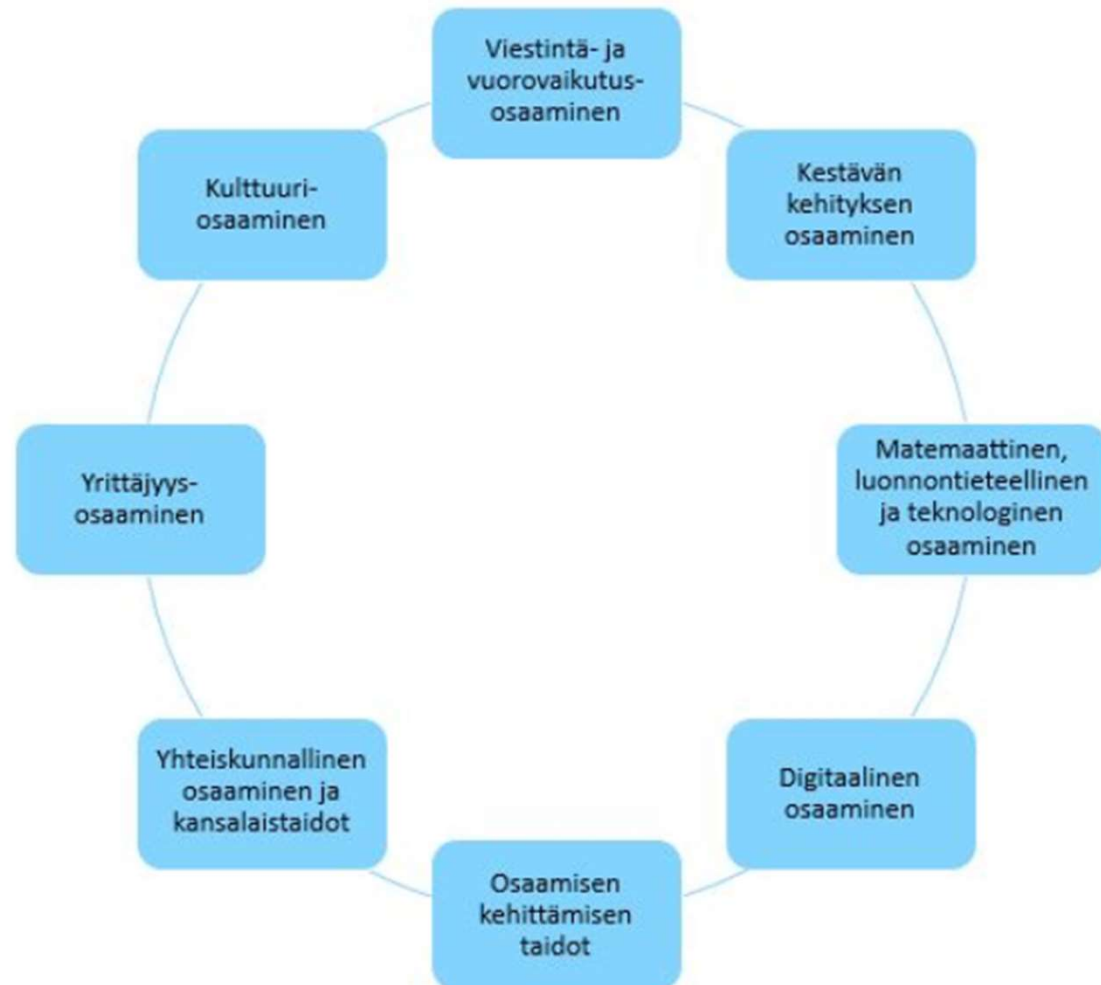 Viestintä- ja
vuorovaikutus-
osaaminen
Kestävän
kehityksen
osaaminen
Matemaattinen,
luonnontieteellinen
ja teknologinen
osaaminen
Digitaalinen
osaaminen
Osaamisen
kehittämisen
taidot
Yhteiskunnallinen
osaaminen ja
kansalaistaidot
Yrittäjyys-
osaaminen
Kulttuuri-
osaaminen